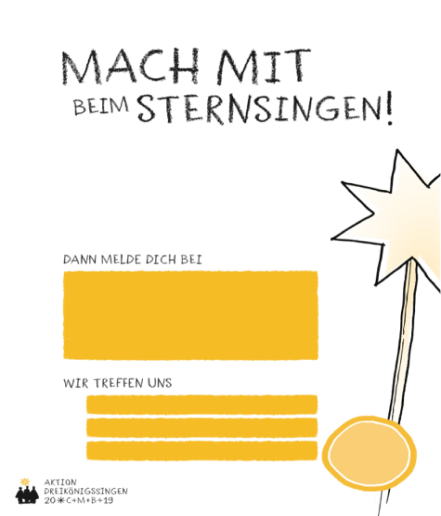 MACH MIT
BEIM STERNSINGEN!
DANN MELDE DICH BEI
WIR TREFFEN UNS
AKTION
DREIKÖNIGSSINGEN
20*C+M+B+19